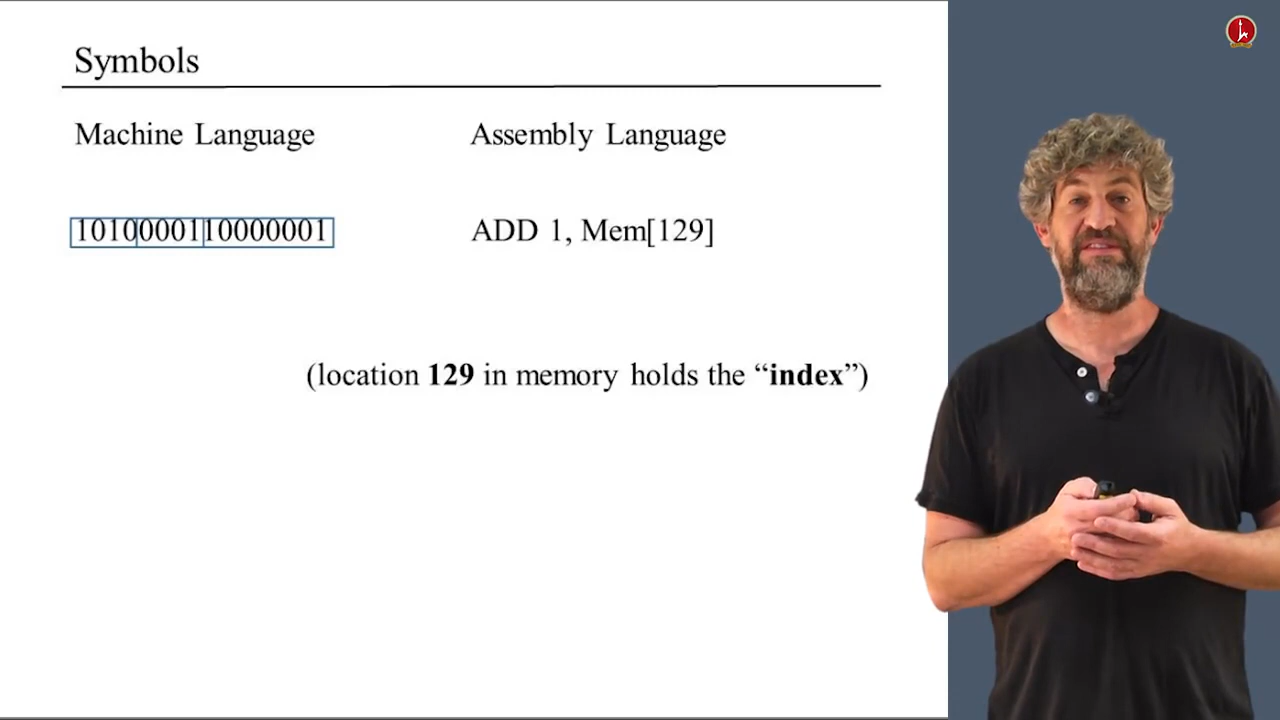 Symbols
Machine Language Assembly Language
1010000110000001 ADD 1, Mem[129]
(location 129 in memory holds the “index”)